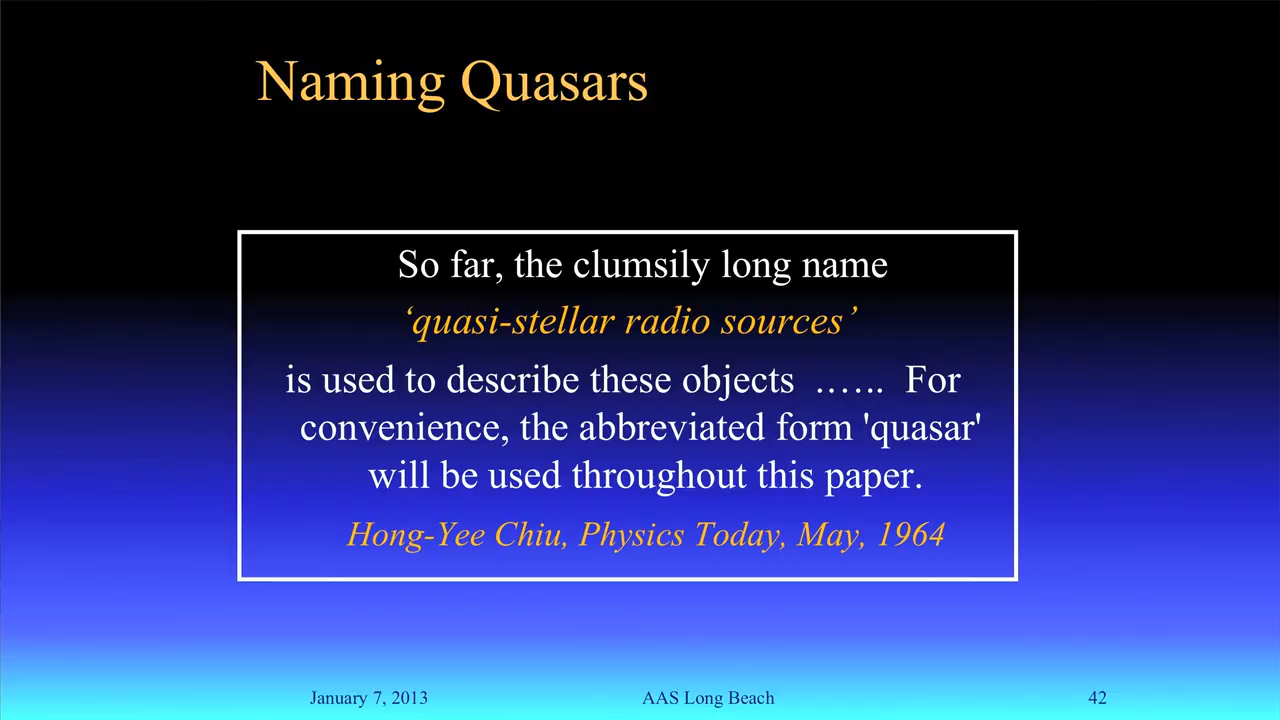 Naming Quasars
So far, the clumsily long name
‘quasi-stellar radio sources’
is used to describe these objects ....... For
convenience, the abbreviated form 'quasar'
will be used throughout this paper.
Hong-Yee Chiu, Physics Today, May, 1964
January 7, 2013
AAS Long Beach
42